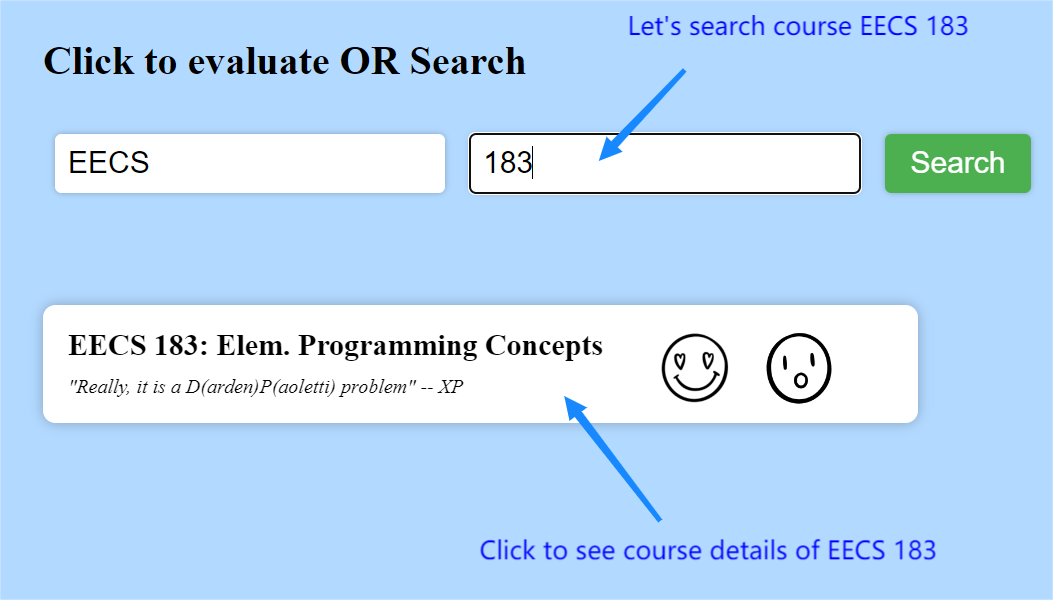 Let's search course EECS 183
Click to evaluate OR Search
EECS
183
Search
EECS 183: Elem. Programming Concepts
"Really, it is a D(arden)P(aoletti) problem" -- XP
Click to see course details of EECS 183